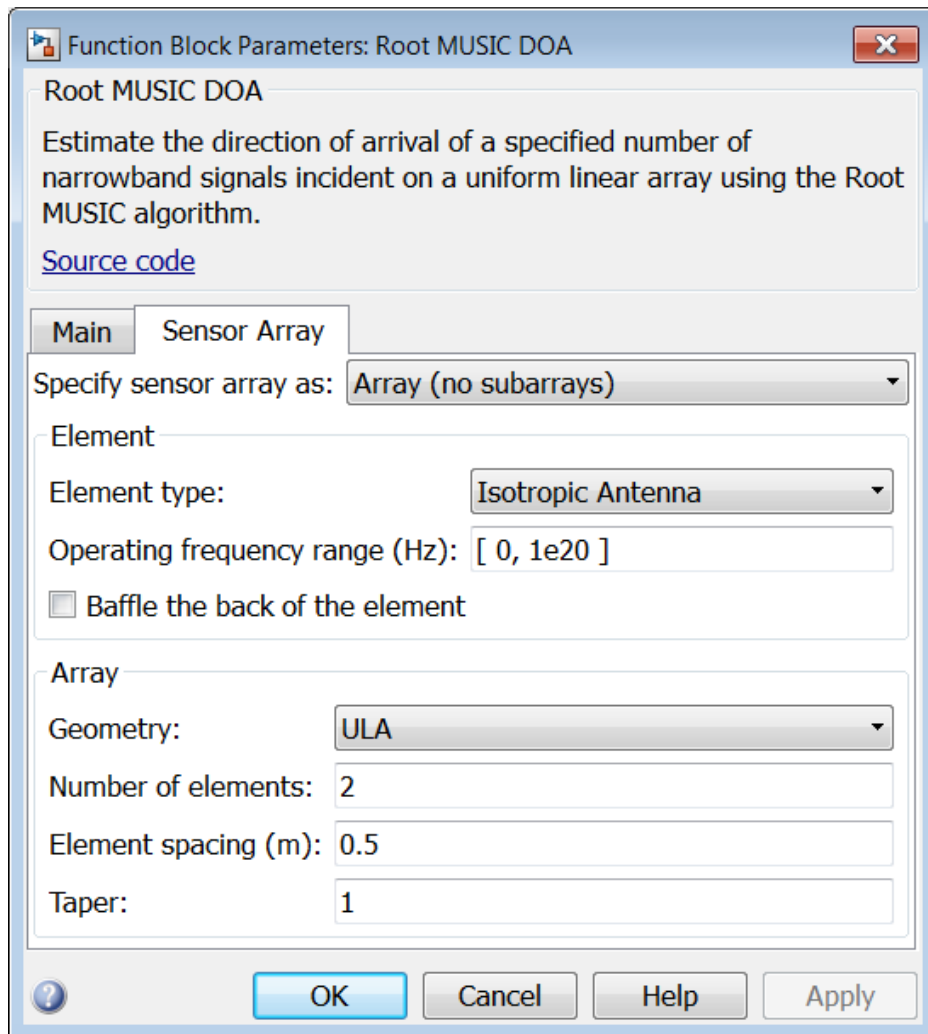 Function Block Parameters: Root MUSIC DOA
Root MUSIC DOA
Estimate the direction of arrival of a specified number of
narrowband signals incident on a uniform linear array using the Root
MUSIC algorithm.
Source code
Main Sensor Array
Specify sensor array as: Array (no subarrays)
Element
Element type: Isotropic Antenna
Operating frequency range (Hz): [ 0, 1e20 ]
Baffle the back of the element
Array
Geometry: ULA
Number of elements: 2
Element spacing (m): 0.5
Taper: 1
? OK Cancel Help Apply